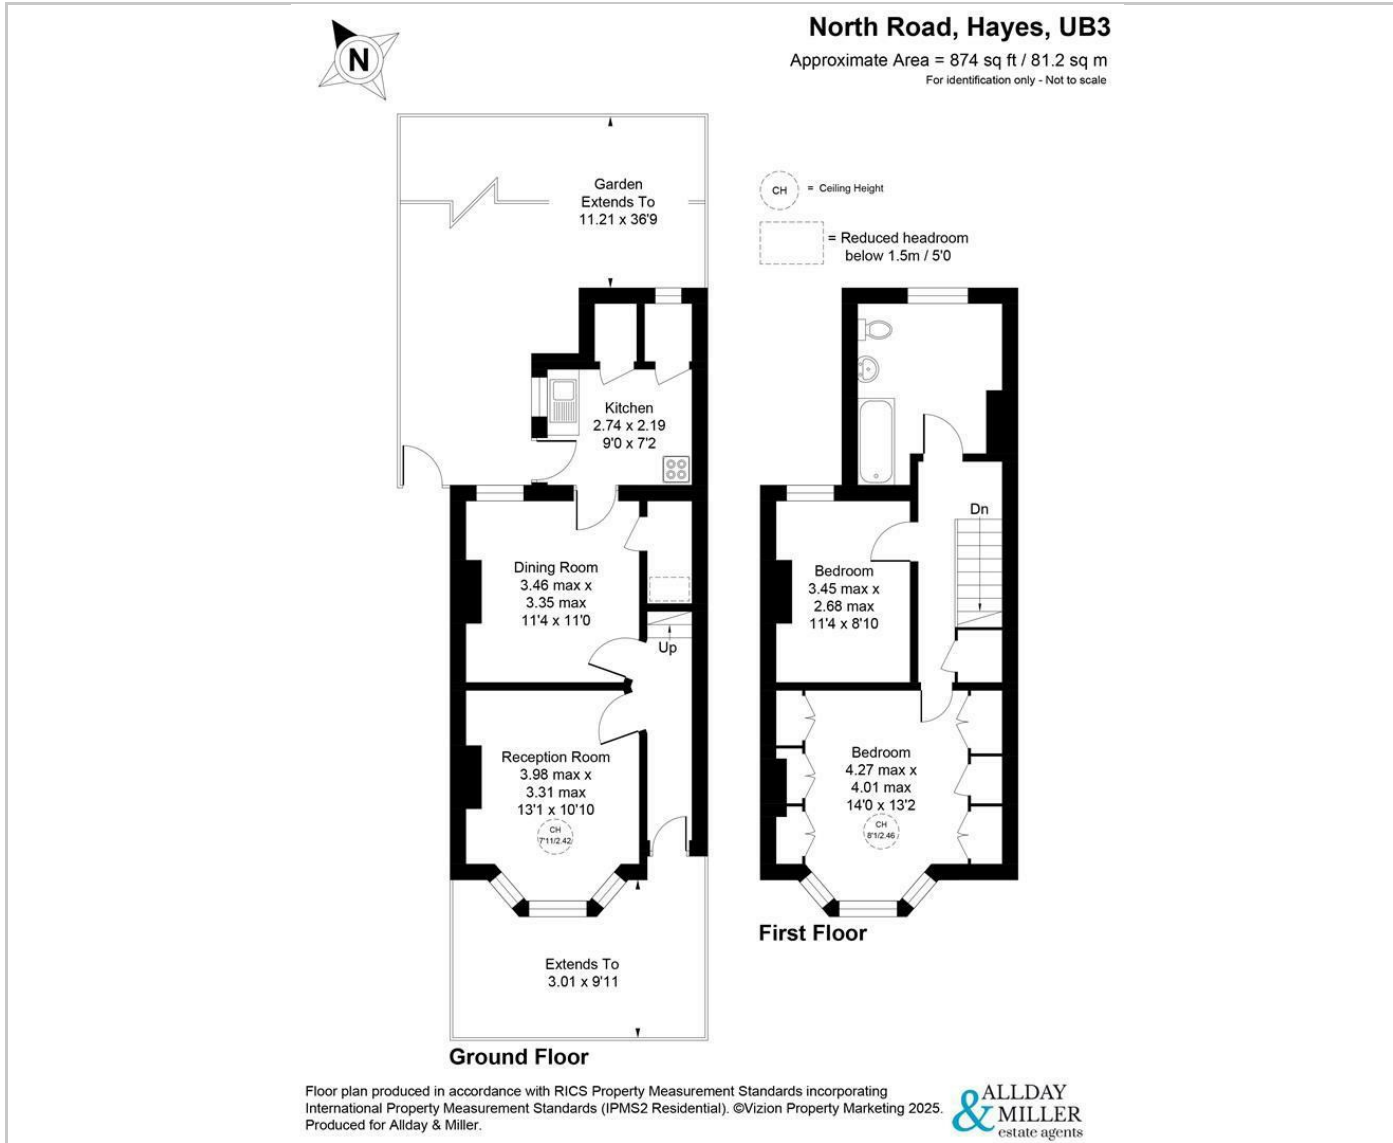 North Road, Hayes, UB3
Approximate Area = 874 sq ft / 81.2 sq m
For identification only - Not to scale
N
CH = Ceiling Height
= Reduced headroom
below 1.5m / 5'0
Garden
Extends To
11.21 x 36'9
Kitchen
2.74 x 2.19
9'0 x 7'2
Dining Room
3.46 max x
3.35 max
11'4 x 11'0
Up
Reception Room
3.98 max x
3.31 max
13'1 x 10'10
CH
7'11/2.42
Extends To
3.01 x 9'11
Ground Floor
Dn
Bedroom
3.45 max x
2.68 max
11'4 x 8'10
Bedroom
4.27 max x
4.01 max
14'0 x 13'2
CH
8'1/2.46
First Floor
Floor plan produced in accordance with RICS Property Measurement Standards incorporating
International Property Measurement Standards (IPMS2 Residential). ©Vizion Property Marketing 2025.
Produced for Allday & Miller.
ALLDAY
& MILLER
estate agents